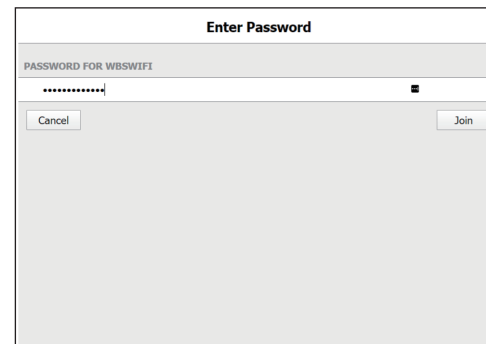 Enter Password
PASSWORD FOR WBSWIFI
•••••••••••••
Cancel Join